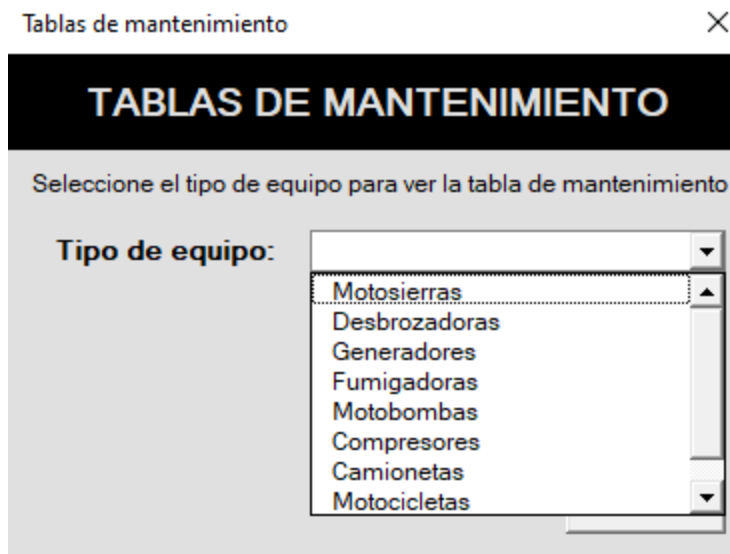 Tablas de mantenimiento
TABLAS DE MANTENIMIENTO
Seleccione el tipo de equipo para ver la tabla de mantenimiento
Tipo de equipo:
Motosierras
Desbrozadoras
Generadores
Fumigadoras
Motobombas
Compresores
Camionetas
Motocicletas